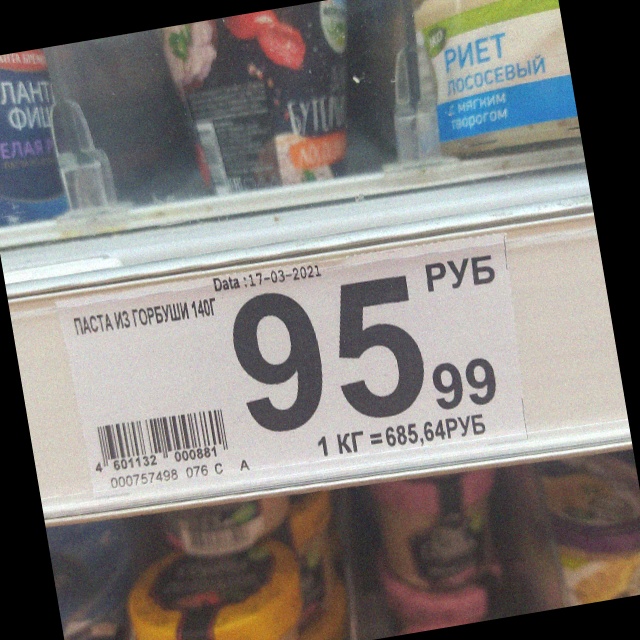 РИЕТ
ЛОСОСЕВЫЙ
С МЯГКИМ
ТВОРОГОМ
Data :17-03-2021
ПАСТА ИЗ ГОРБУШИ 140Г
95 99 РУБ
1 КГ =685,64РУБ
4 601132 000881
000757498 076 C A